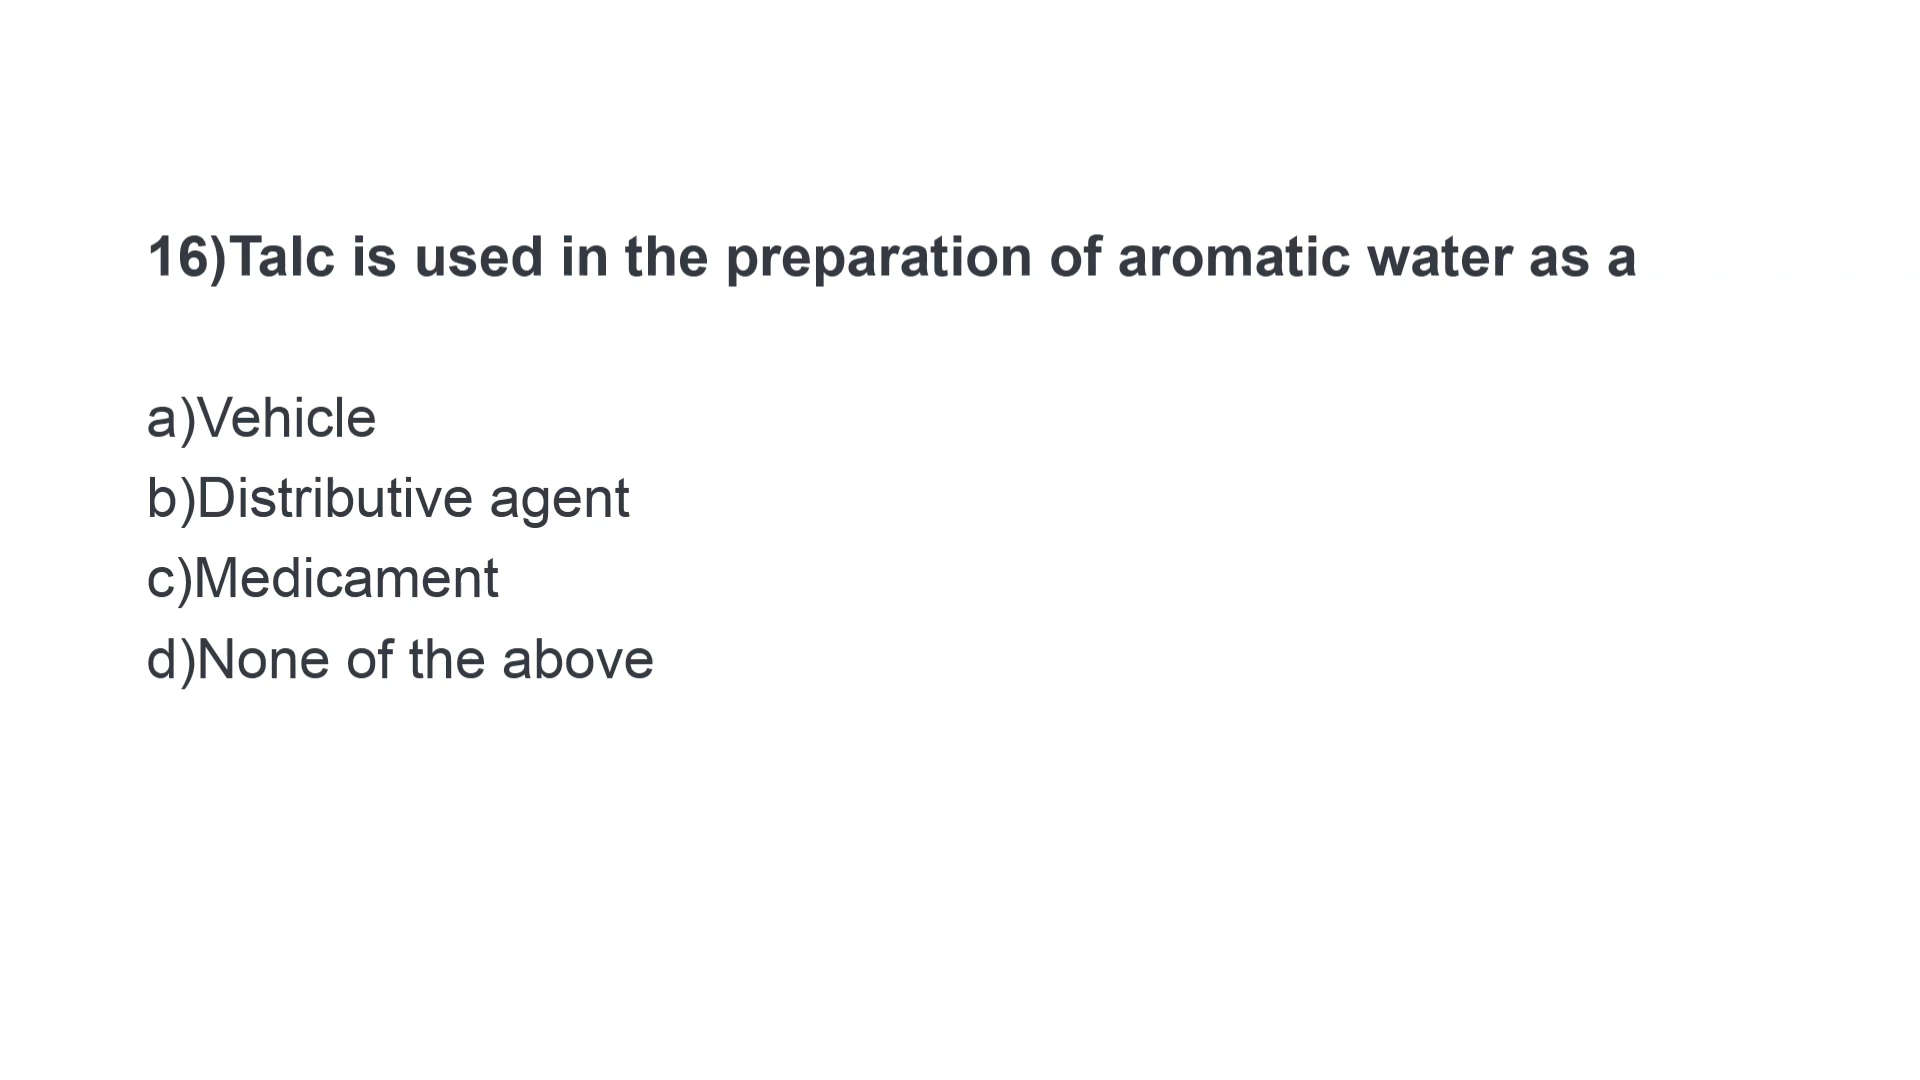 16)Talc is used in the preparation of aromatic water as a
a)Vehicle
b)Distributive agent
c)Medicament
d)None of the above